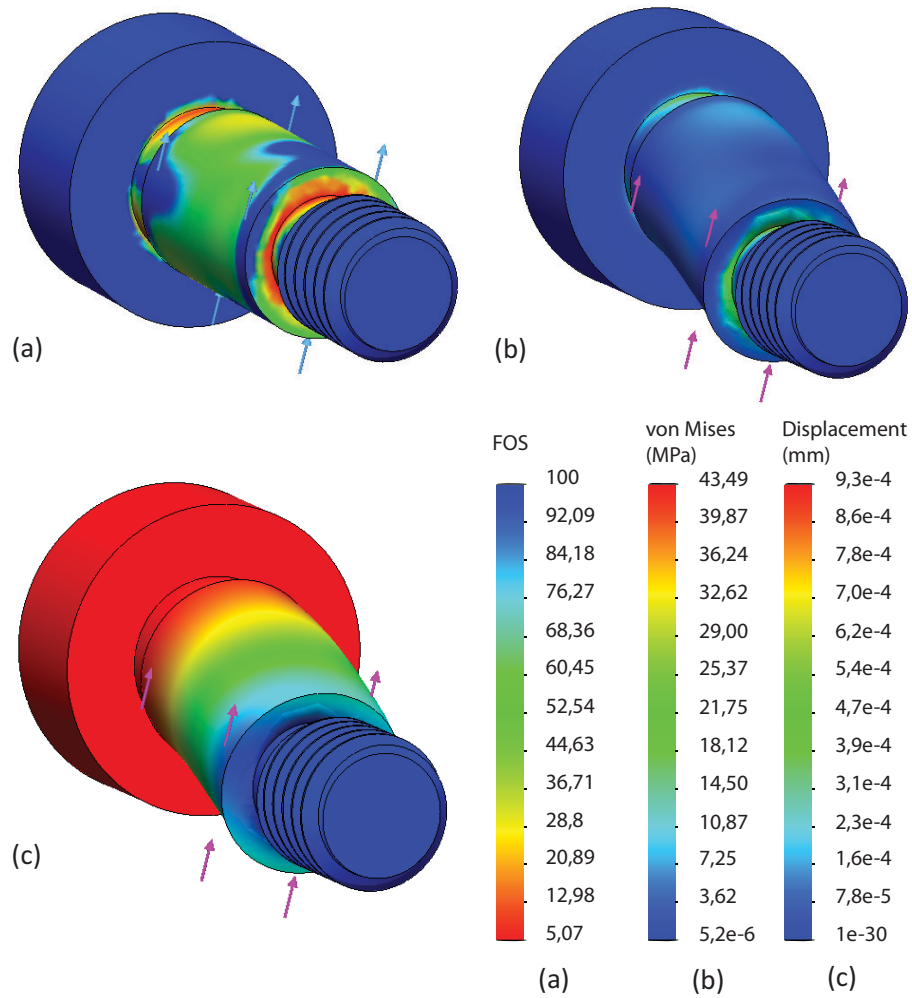 (a)
(b)
(c)
FOS
100
92,09
84,18
76,27
68,36
60,45
52,54
44,63
36,71
28,8
20,89
12,98
5,07
(a)
von Mises
(MPa)
43,49
39,87
36,24
32,62
29,00
25,37
21,75
18,12
14,50
10,87
7,25
3,62
5,2e-6
(b)
Displacement
(mm)
9,3e-4
8,6e-4
7,8e-4
7,0e-4
6,2e-4
5,4e-4
4,7e-4
3,9e-4
3,1e-4
2,3e-4
1,6e-4
7,8e-5
1e-30
(c)